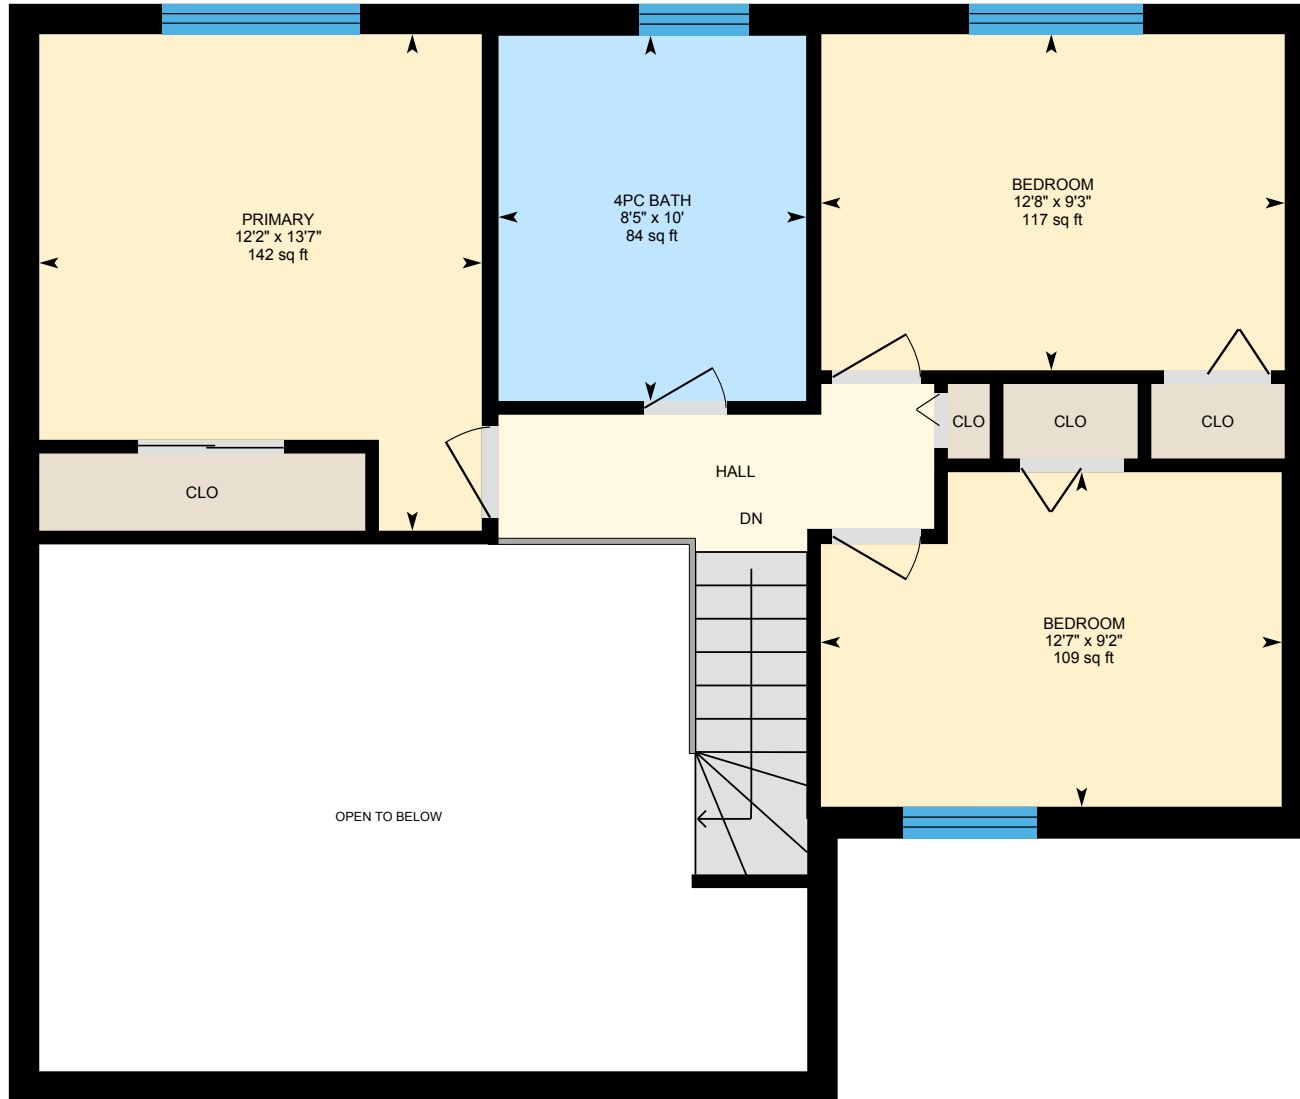 PRIMARY
12'2" x 13'7"
142 sq ft
4PC BATH
8'5" x 10'
84 sq ft
BEDROOM
12'8" x 9'3"
117 sq ft
CLO
CLO
CLO
CLO
HALL
DN
BEDROOM
12'7" x 9'2"
109 sq ft
OPEN TO BELOW